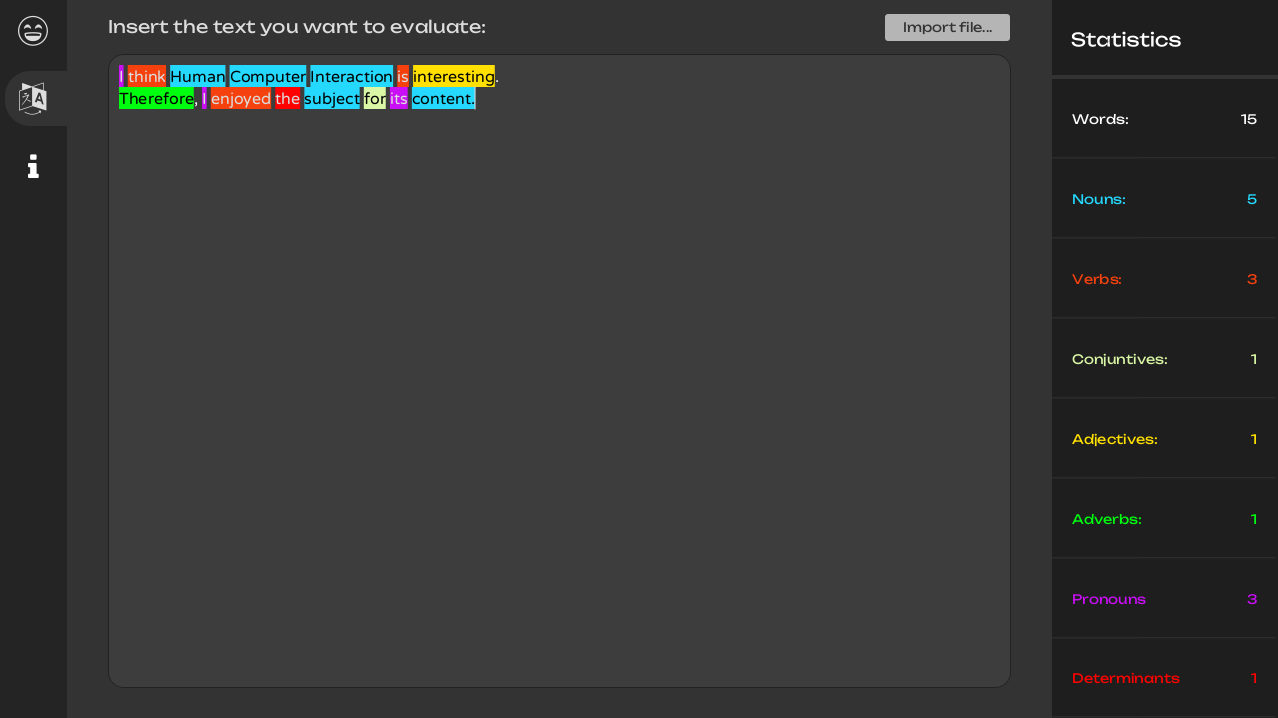 Insert the text you want to evaluate:
Import file...
I think Human Computer Interaction is interesting.
Therefore, I enjoyed the subject for its content.
Statistics
Words: 15
Nouns: 5
Verbs: 3
Conjuntives: 1
Adjectives: 1
Adverbs: 1
Pronouns 3
Determinants 1